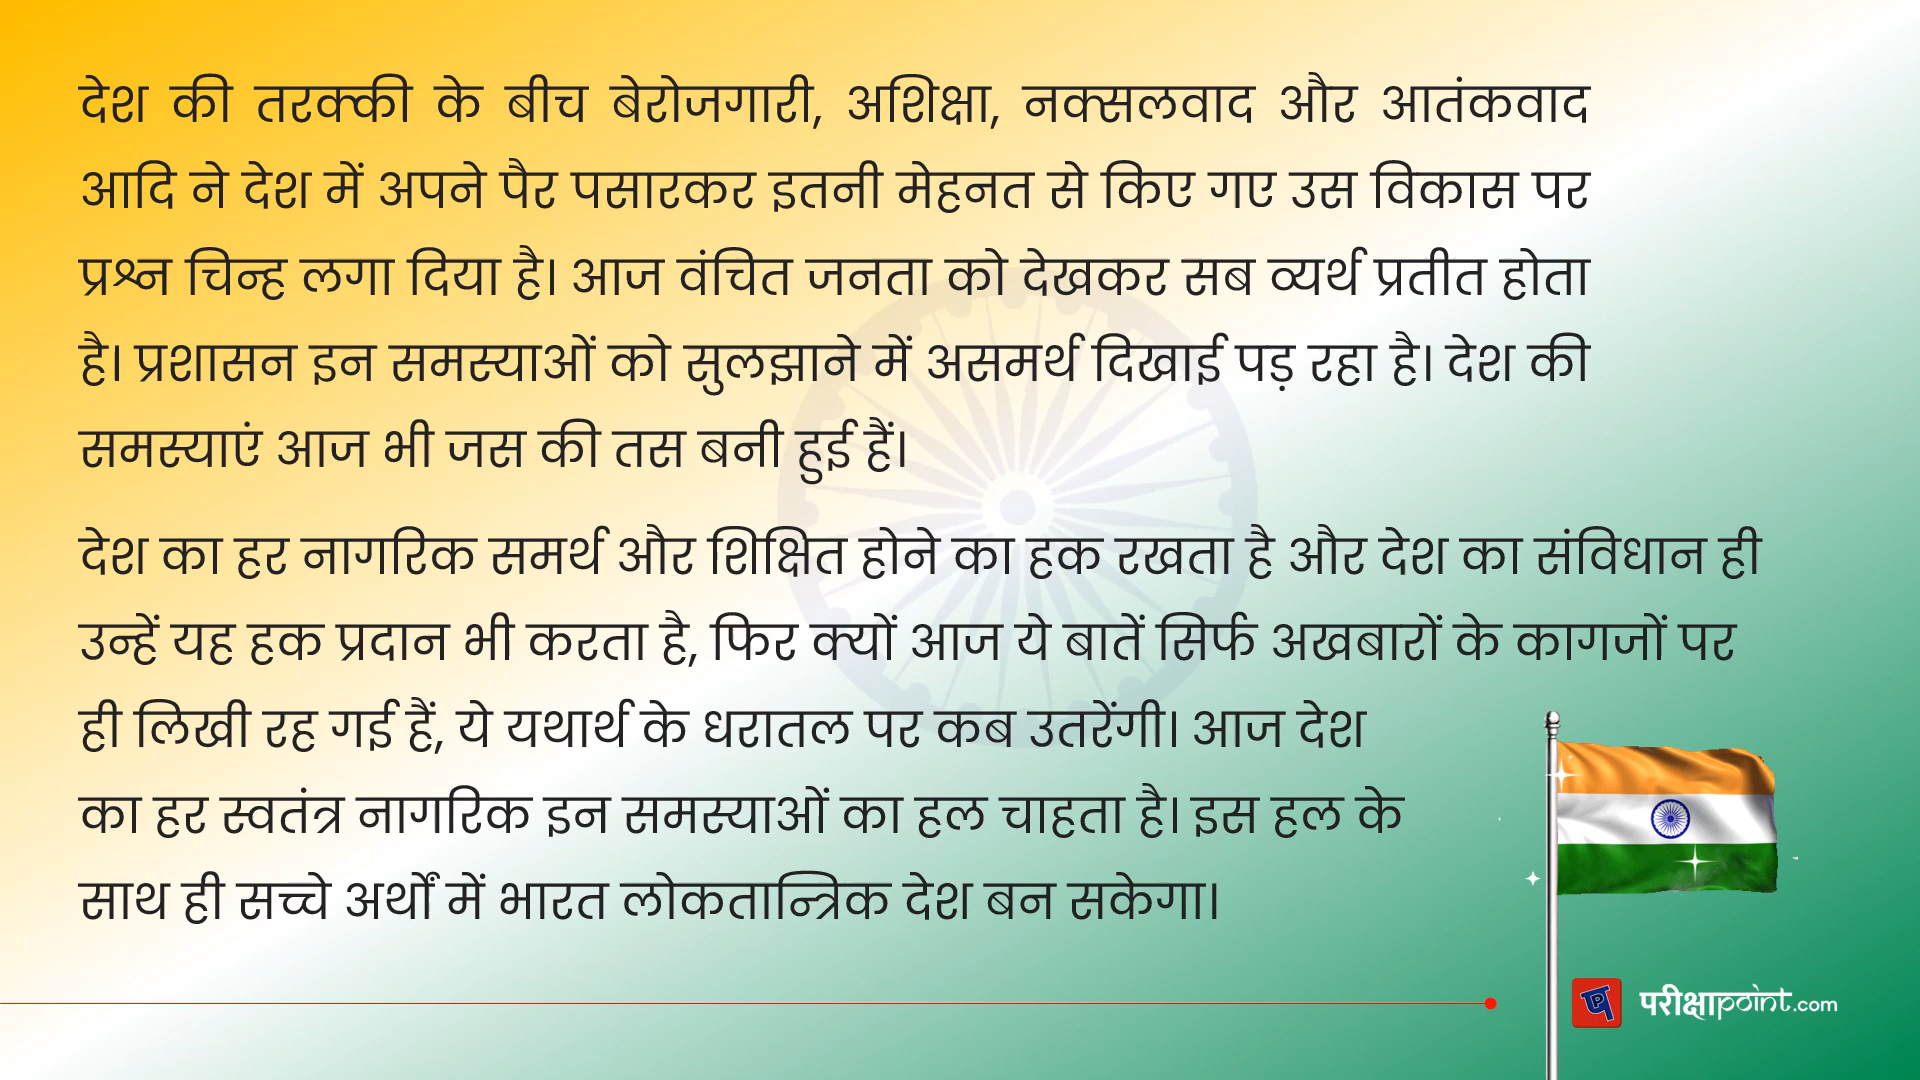 देश की तरक्की के बीच बेरोजगारी, अशिक्षा, नक्सलवाद और आतंकवाद
आदि ने देश में अपने पैर पसारकर इतनी मेहनत से किए गए उस विकास पर
प्रश्न चिन्ह लगा दिया है। आज वंचित जनता को देखकर सब व्यर्थ प्रतीत होता
है। प्रशासन इन समस्याओं को सुलझाने में असमर्थ दिखाई पड़ रहा है। देश की
समस्याएं आज भी जस की तस बनी हुई हैं।
देश का हर नागरिक समर्थ और शिक्षित होने का हक रखता है और देश का संविधान ही
उन्हें यह हक प्रदान भी करता है, फिर क्यों आज ये बातें सिर्फ अखबारों के कागजों पर
ही लिखी रह गई हैं, ये यथार्थ के धरातल पर कब उतरेंगी। आज देश
का हर स्वतंत्र नागरिक इन समस्याओं का हल चाहता है। इस हल के
साथ ही सच्चे अर्थों में भारत लोकतान्त्रिक देश बन सकेगा।
परीक्षाpoint.com